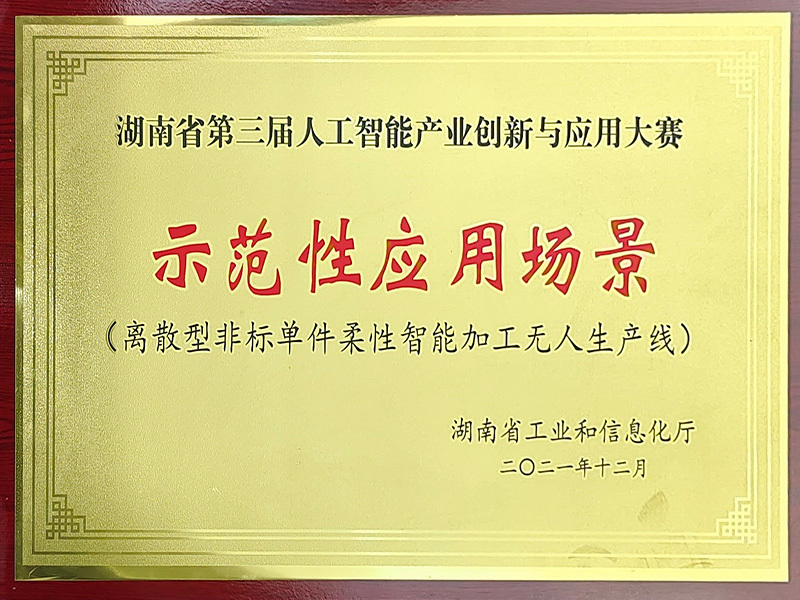 湖南省第三届人工智能产业创新与应用大赛
示范性应用场景
（离散型非标单件柔性智能加工无人生产线）
湖南省工业和信息化厅
二〇二一年十二月